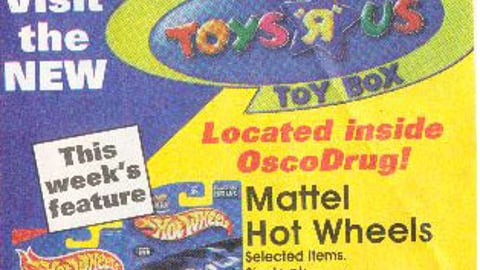 Visit
the
NEW
TOYS "R" US
TOY BOX
Located inside
OscoDrug!
This
week's
feature
Mattel
Hot Wheels
Selected items.
HOT WHEELS
HOT WHEELS